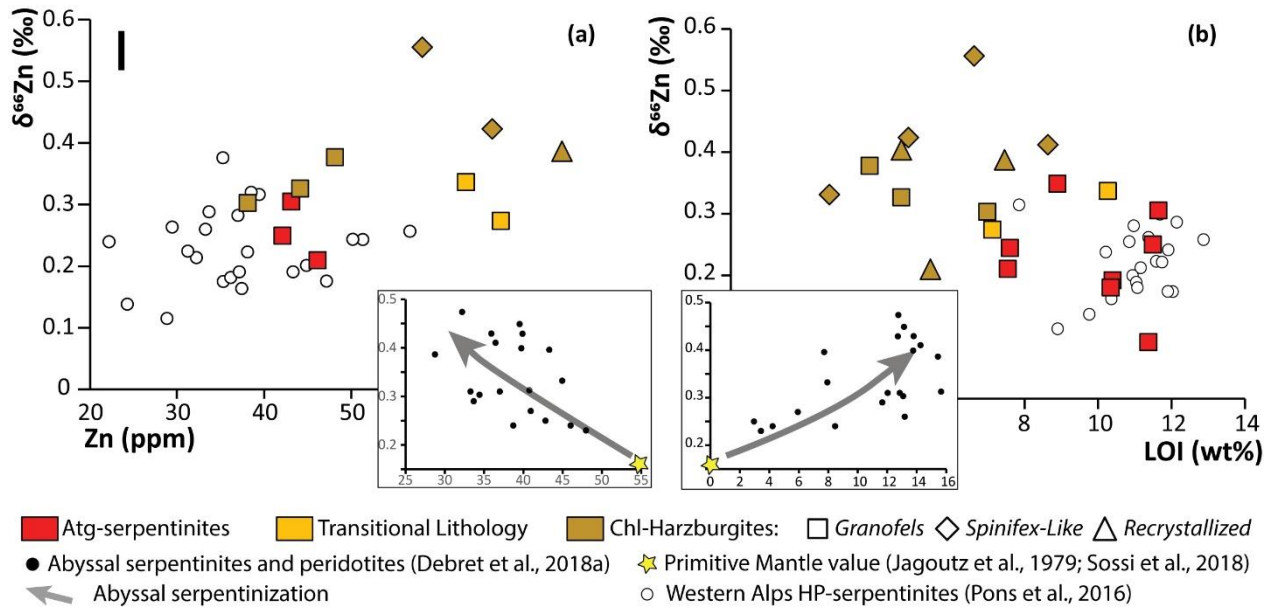 (a)
δ⁶⁶Zn (‰)
0.6
0.5
0.4
0.3
0.2
0.1
0
20 30 40 50
Zn (ppm)
0.5
0.4
0.3
0.2
25 30 35 40 45 50 55
(b)
δ⁶⁶Zn (‰)
0.6
0.5
0.4
0.3
0.2
8 10 12 14
LOI (wt%)
0.5
0.4
0.3
0.2
0 2 4 6 8 10 12 14 16
Atg-serpentinites Transitional Lithology Chl-Harzburgites: Granofels Spinifex-Like Recrystallized
Abyssal serpentinites and peridotites (Debret et al., 2018a) Primitive Mantle value (Jagoutz et al., 1979; Sossi et al., 2018)
Abyssal serpentinization Western Alps HP-serpentinites (Pons et al., 2016)